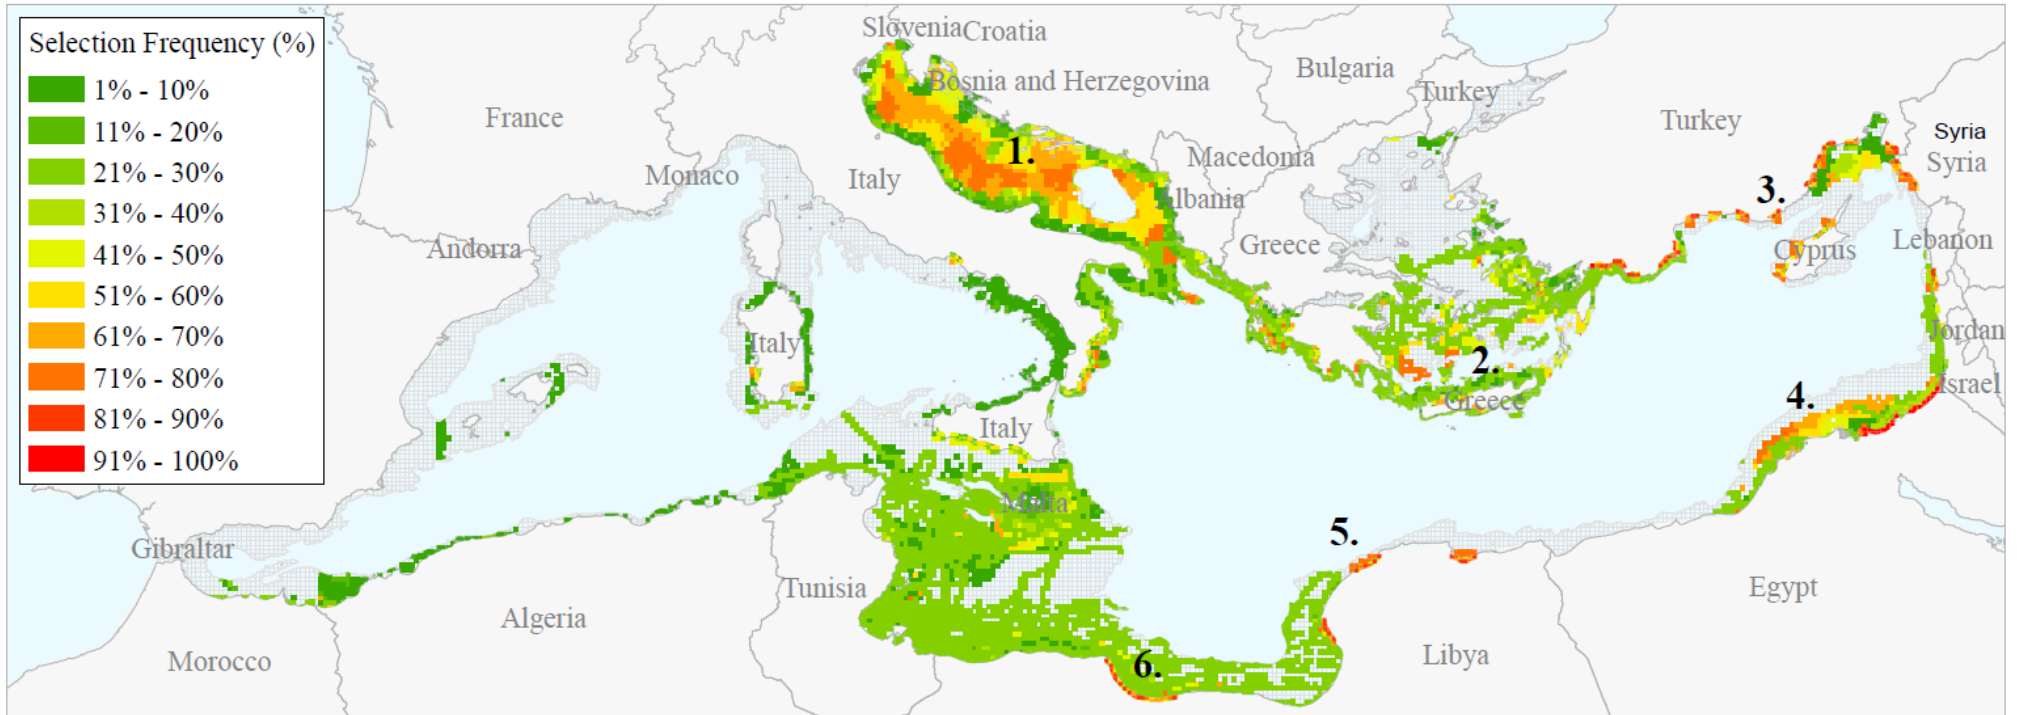 Selection Frequency (%)
1% - 10%
11% - 20%
21% - 30%
31% - 40%
41% - 50%
51% - 60%
61% - 70%
71% - 80%
81% - 90%
91% - 100%
Slovenia
Croatia
Bosnia and Herzegovina
Bulgaria
Turkey
France
Turkey
Syria
Syria
Monaco
Italy
1.
Macedonia
Albania
3.
Andorra
Greece
Cyprus
Lebanon
Italy
2.
Jordan
Greece
Israel
4.
Italy
Malta
5.
Gibraltar
Tunisia
Egypt
Algeria
6.
Libya
Morocco